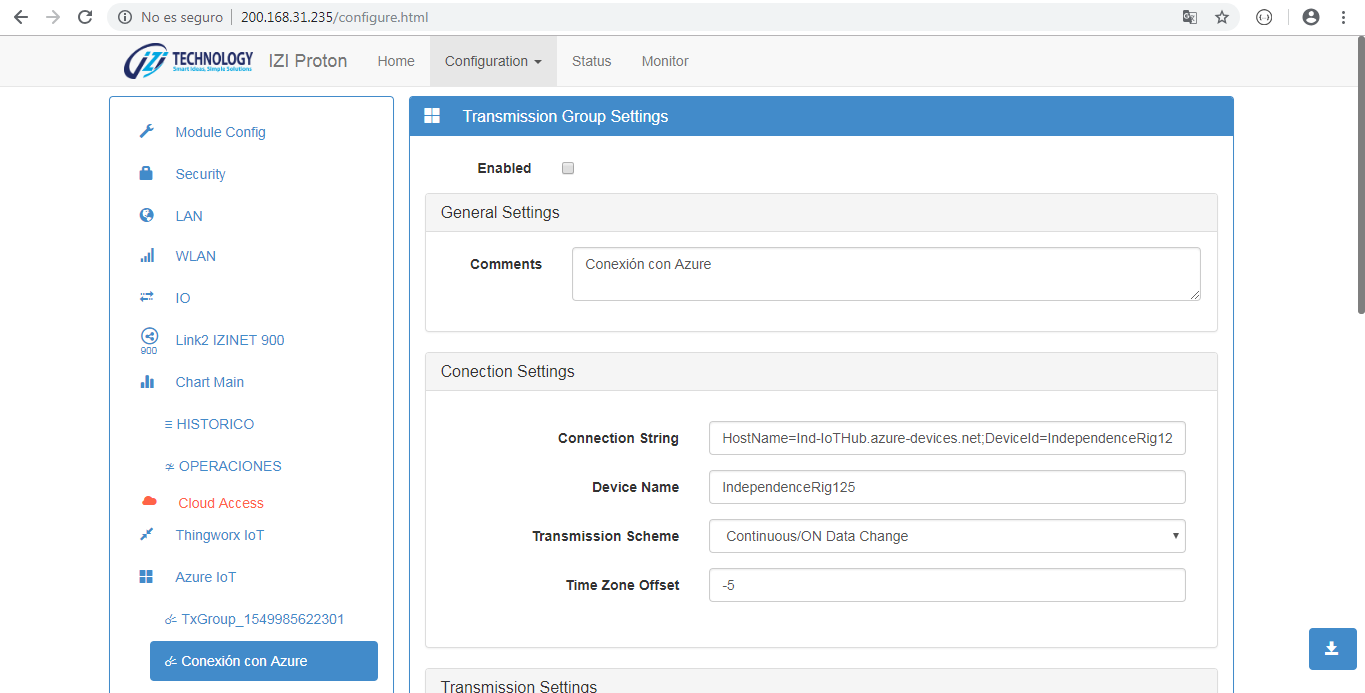 No es seguro 200.168.31.235/configure.html
TECHNOLOGY
Smart Ideas, Simple Solutions
IZI Proton
Home
Configuration
Status
Monitor
Module Config
Security
LAN
WLAN
IO
900
Link2 IZINET 900
Chart Main
HISTORICO
OPERACIONES
Cloud Access
Thingworx IoT
Azure IoT
TxGroup_1549985622301
Conexión con Azure
Transmission Group Settings
Enabled
General Settings
Comments
Conexión con Azure
Conection Settings
Connection String
HostName=Ind-IoTHub.azure-devices.net;DeviceId=IndependenceRig12
Device Name
IndependenceRig125
Transmission Scheme
Continuous/ON Data Change
Time Zone Offset
-5
Transmission Settings